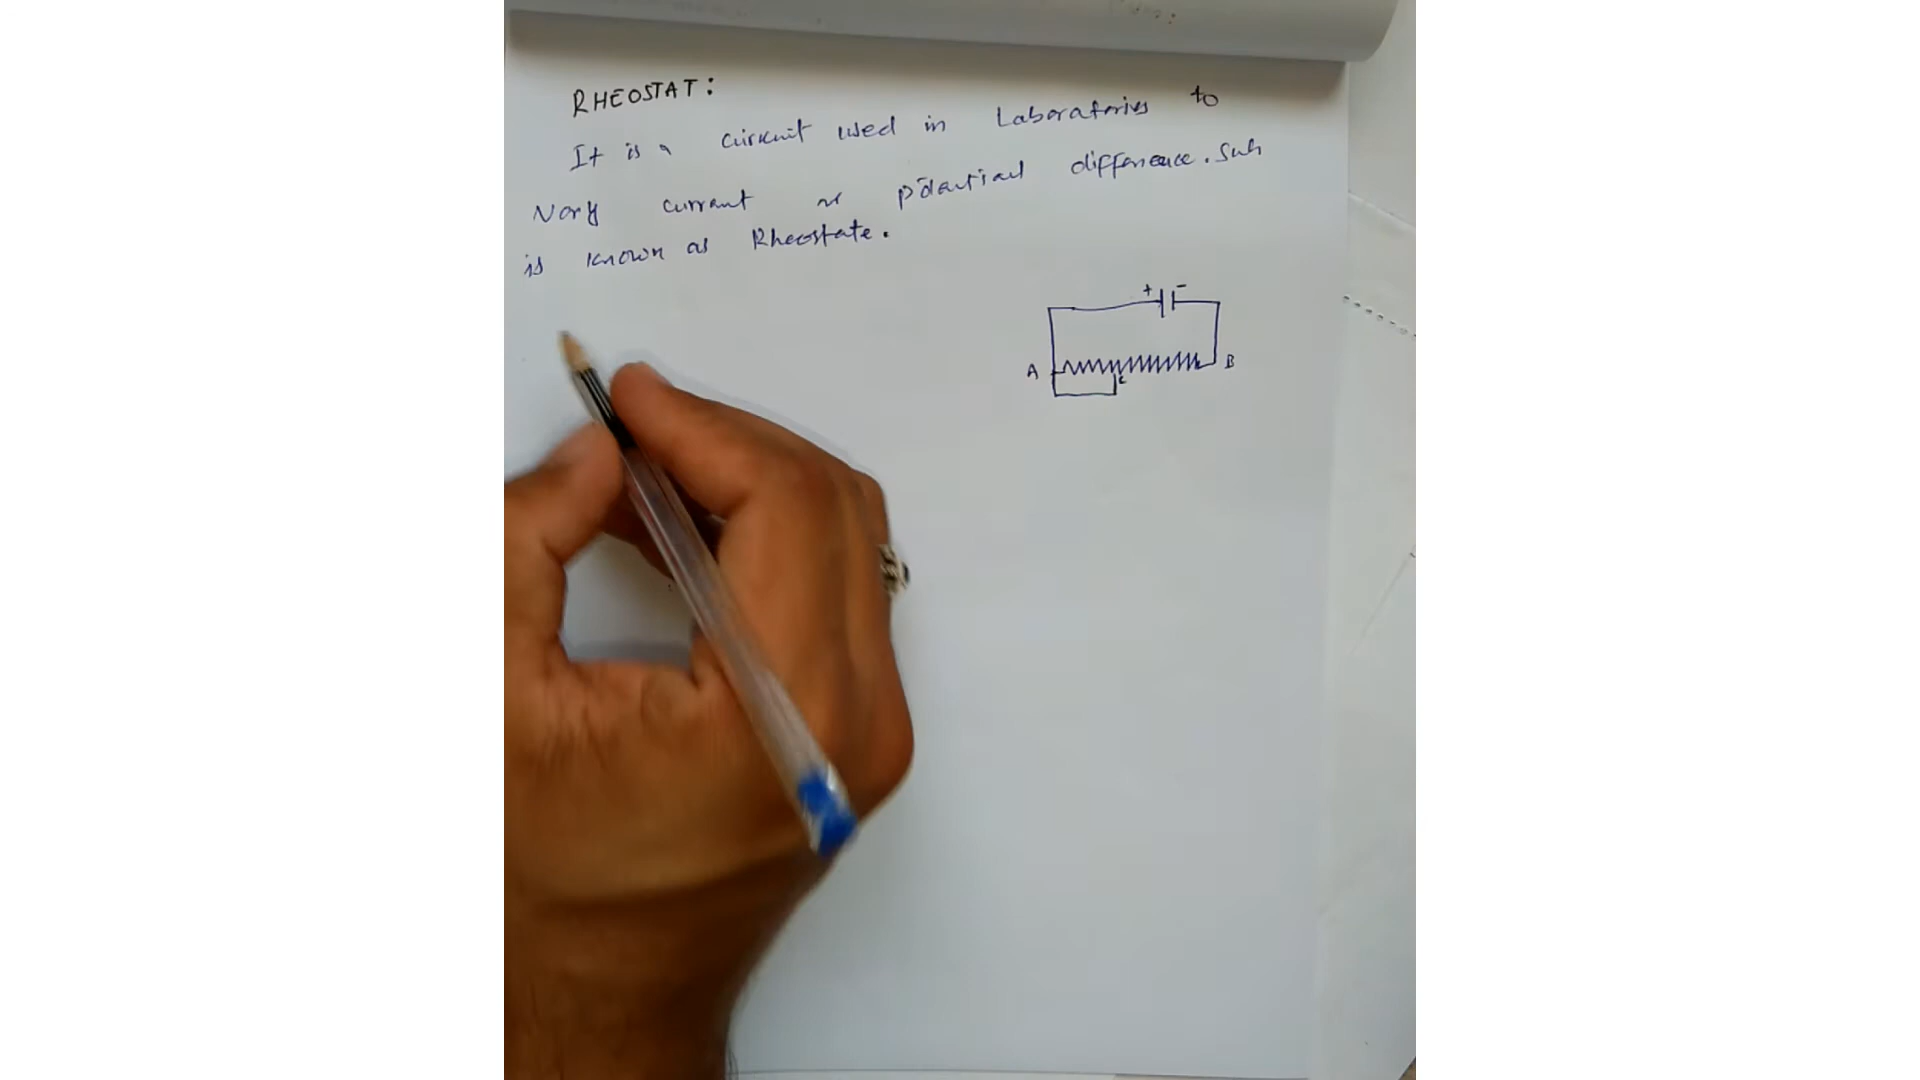 RHEOSTAT:
It is a circuit used in Laboratories to
Vary current or potential difference. Such
is known as Rheostate.
+ -
A B
C